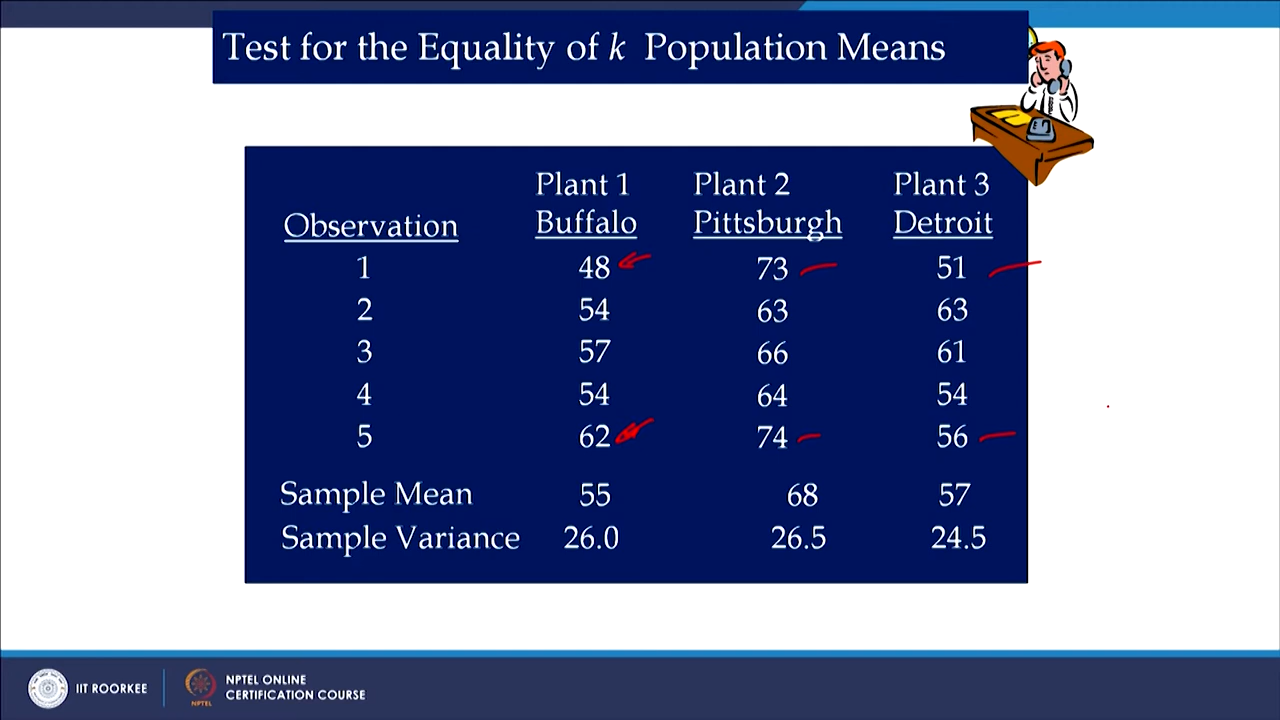 Test for the Equality of k Population Means
Plant 1 Plant 2 Plant 3
Observation Buffalo Pittsburgh Detroit
1 48 73 51
2 54 63 63
3 57 66 61
4 54 64 54
5 62 74 56
Sample Mean 55 68 57
Sample Variance 26.0 26.5 24.5
IIT ROORKEE
NPTEL
NPTEL ONLINE
CERTIFICATION COURSE